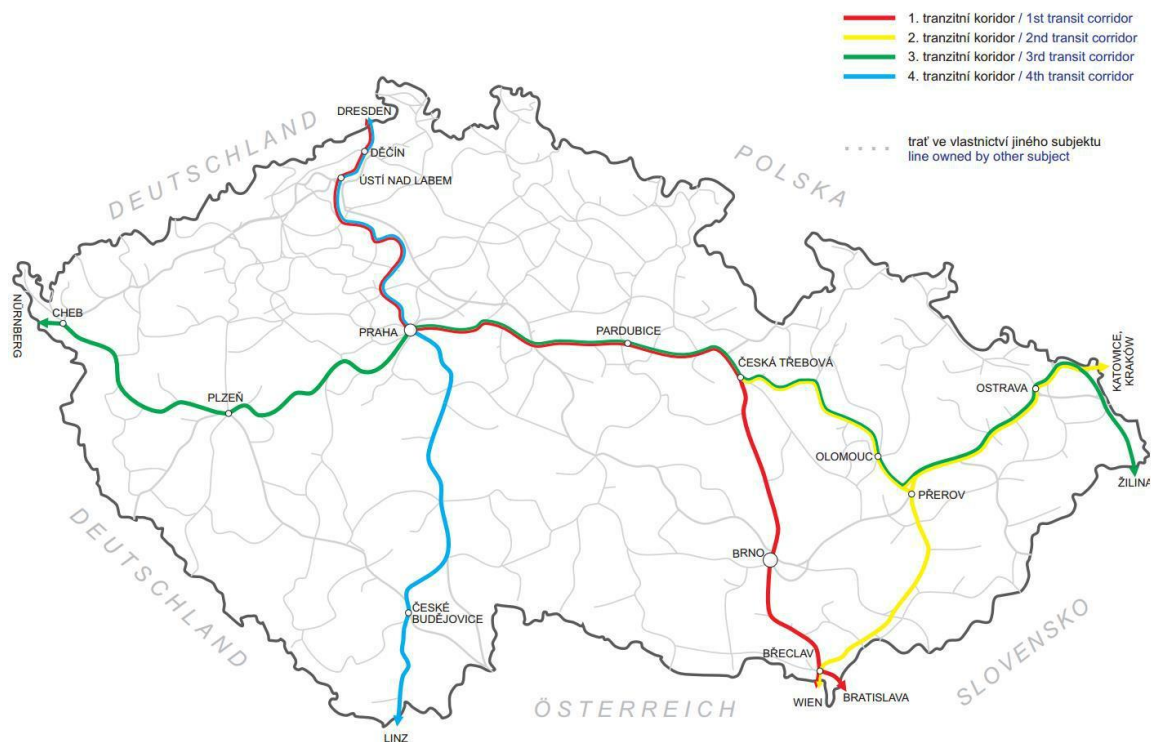 1. tranzitní koridor / 1st transit corridor
2. tranzitní koridor / 2nd transit corridor
3. tranzitní koridor / 3rd transit corridor
4. tranzitní koridor / 4th transit corridor
trať ve vlastnictví jiného subjektu
line owned by other subject
DEUTSCHLAND
POLSKA
DRESDEN
DĚČÍN
ÚSTÍ NAD LABEM
NÜRNBERG
CHEB
PRAHA
PARDUBICE
ČESKÁ TŘEBOVÁ
KATOWICE,
KRAKÓW
OSTRAVA
PLZEŇ
OLOMOUC
ŽILINA
PŘEROV
DEUTSCHLAND
BRNO
ČESKÉ
BUDĚJOVICE
SLOVENSKO
BŘECLAV
WIEN
BRATISLAVA
ÖSTERREICH
LINZ